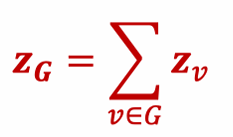 z_G = ∑_{v∈G} z_v